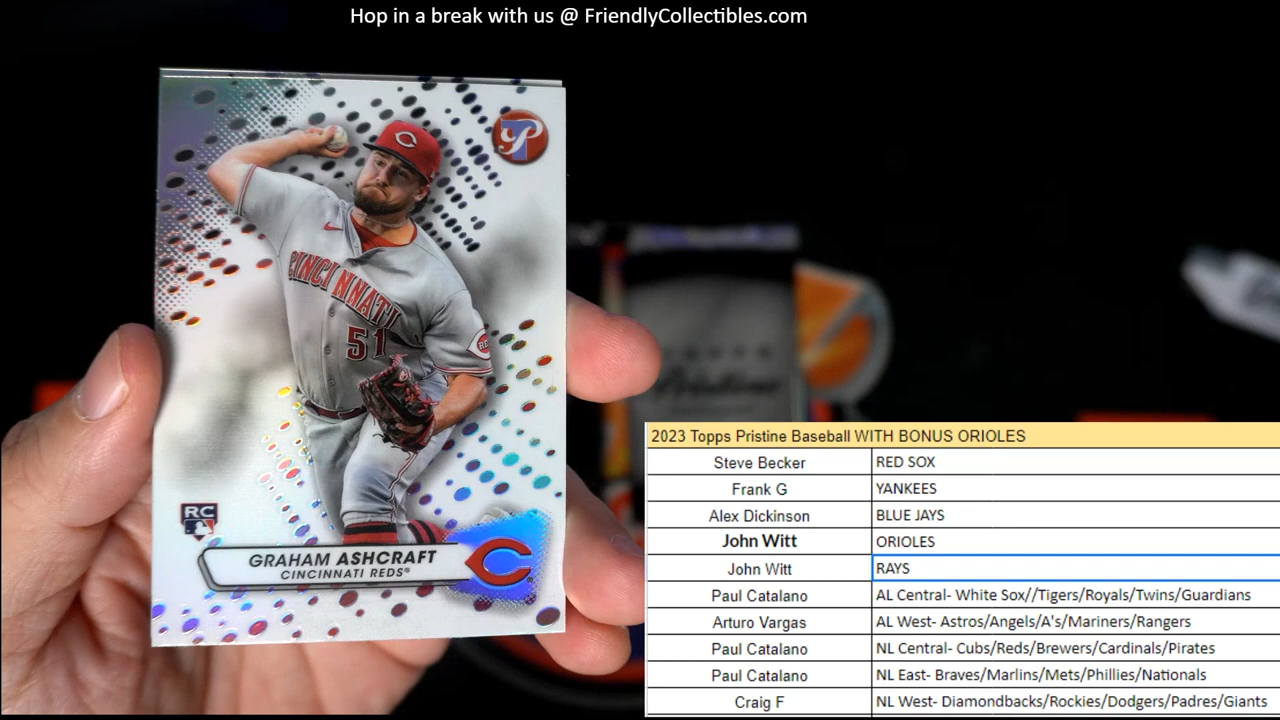 Hop in a break with us @ FriendlyCollectibles.com
CINCINNATI
51
RC
GRAHAM ASHCRAFT
CINCINNATI REDS®
2023 Topps Pristine Baseball WITH BONUS ORIOLES
Steve Becker RED SOX
Frank G YANKEES
Alex Dickinson BLUE JAYS
John Witt ORIOLES
John Witt RAYS
Paul Catalano AL Central- White Sox//Tigers/Royals/Twins/Guardians
Arturo Vargas AL West- Astros/Angels/A's/Mariners/Rangers
Paul Catalano NL Central- Cubs/Reds/Brewers/Cardinals/Pirates
Paul Catalano NL East- Braves/Marlins/Mets/Phillies/Nationals
Craig F NL West- Diamondbacks/Rockies/Dodgers/Padres/Giants